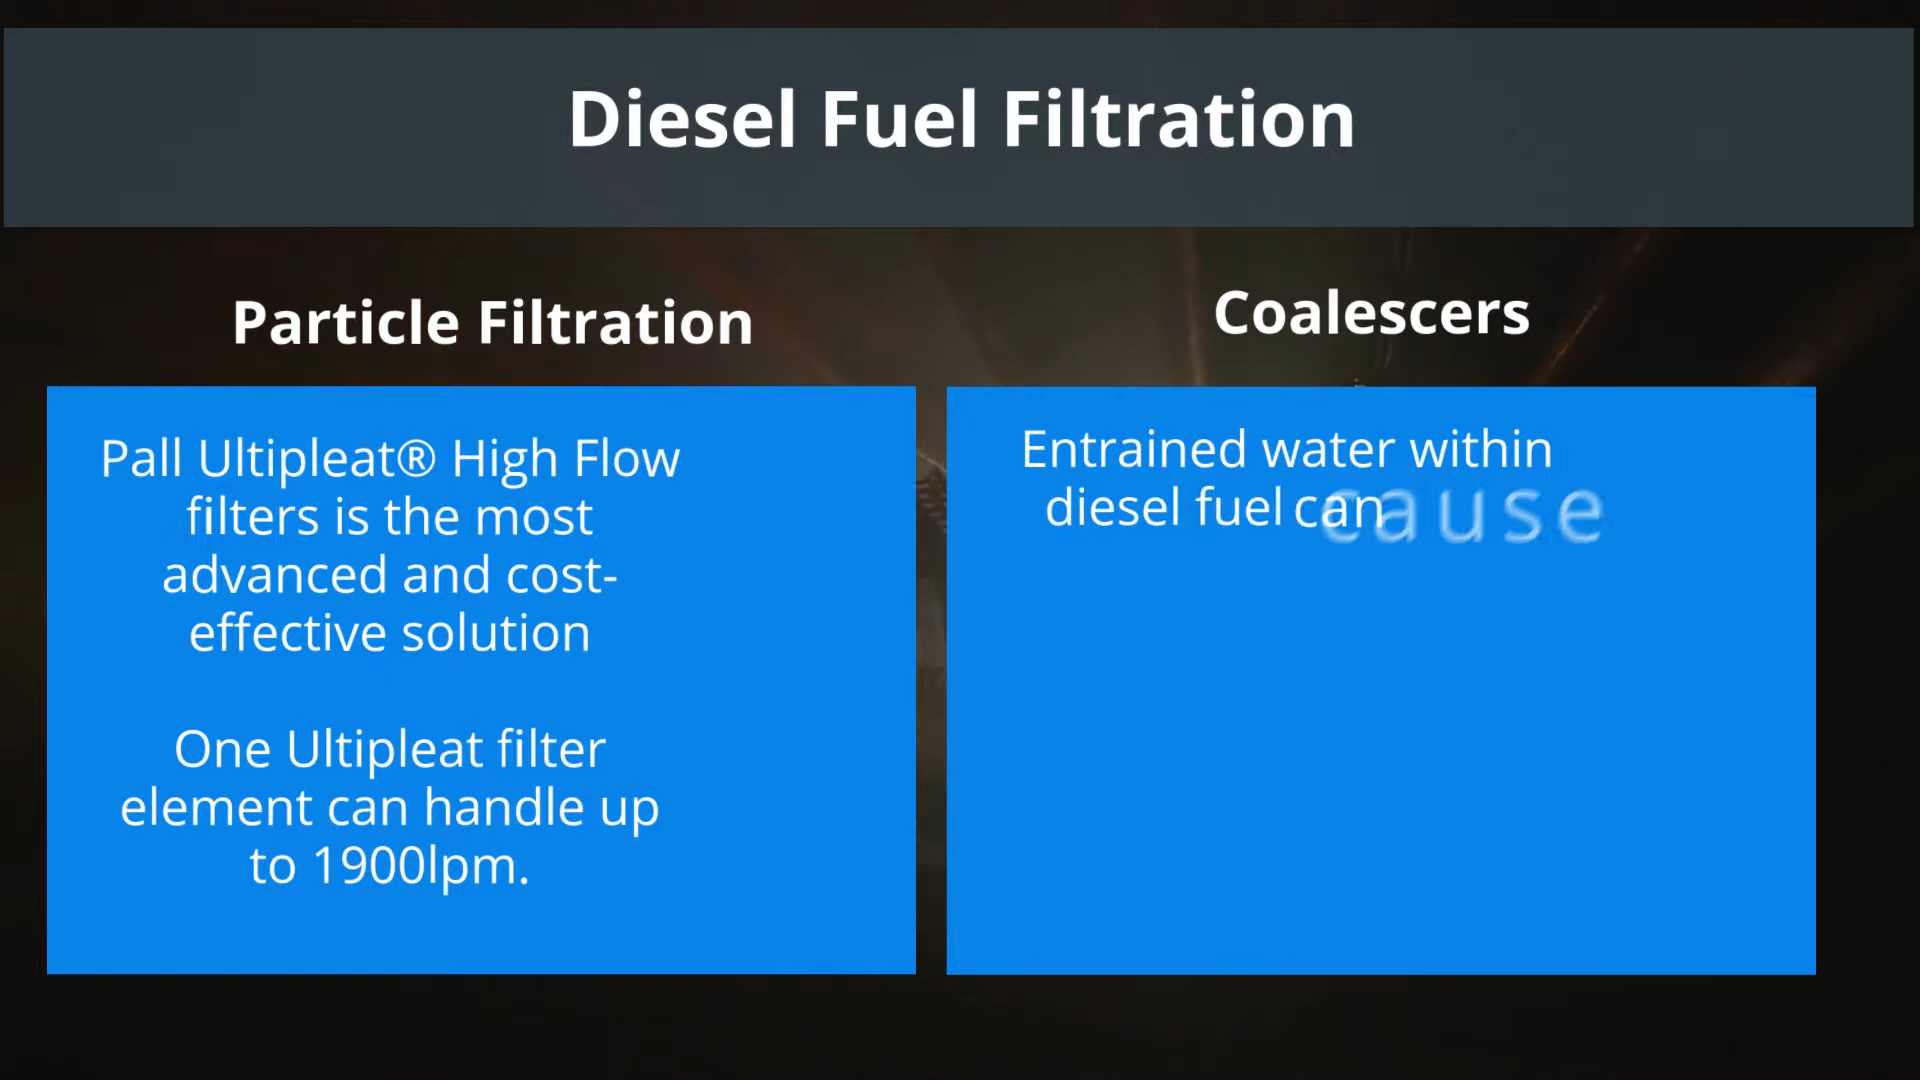 Diesel Fuel Filtration
Particle Filtration
Pall Ultipleat® High Flow
filters is the most
advanced and cost-
effective solution
One Ultipleat filter
element can handle up
to 1900lpm.
Coalescers
Entrained water within
diesel fuel can cause